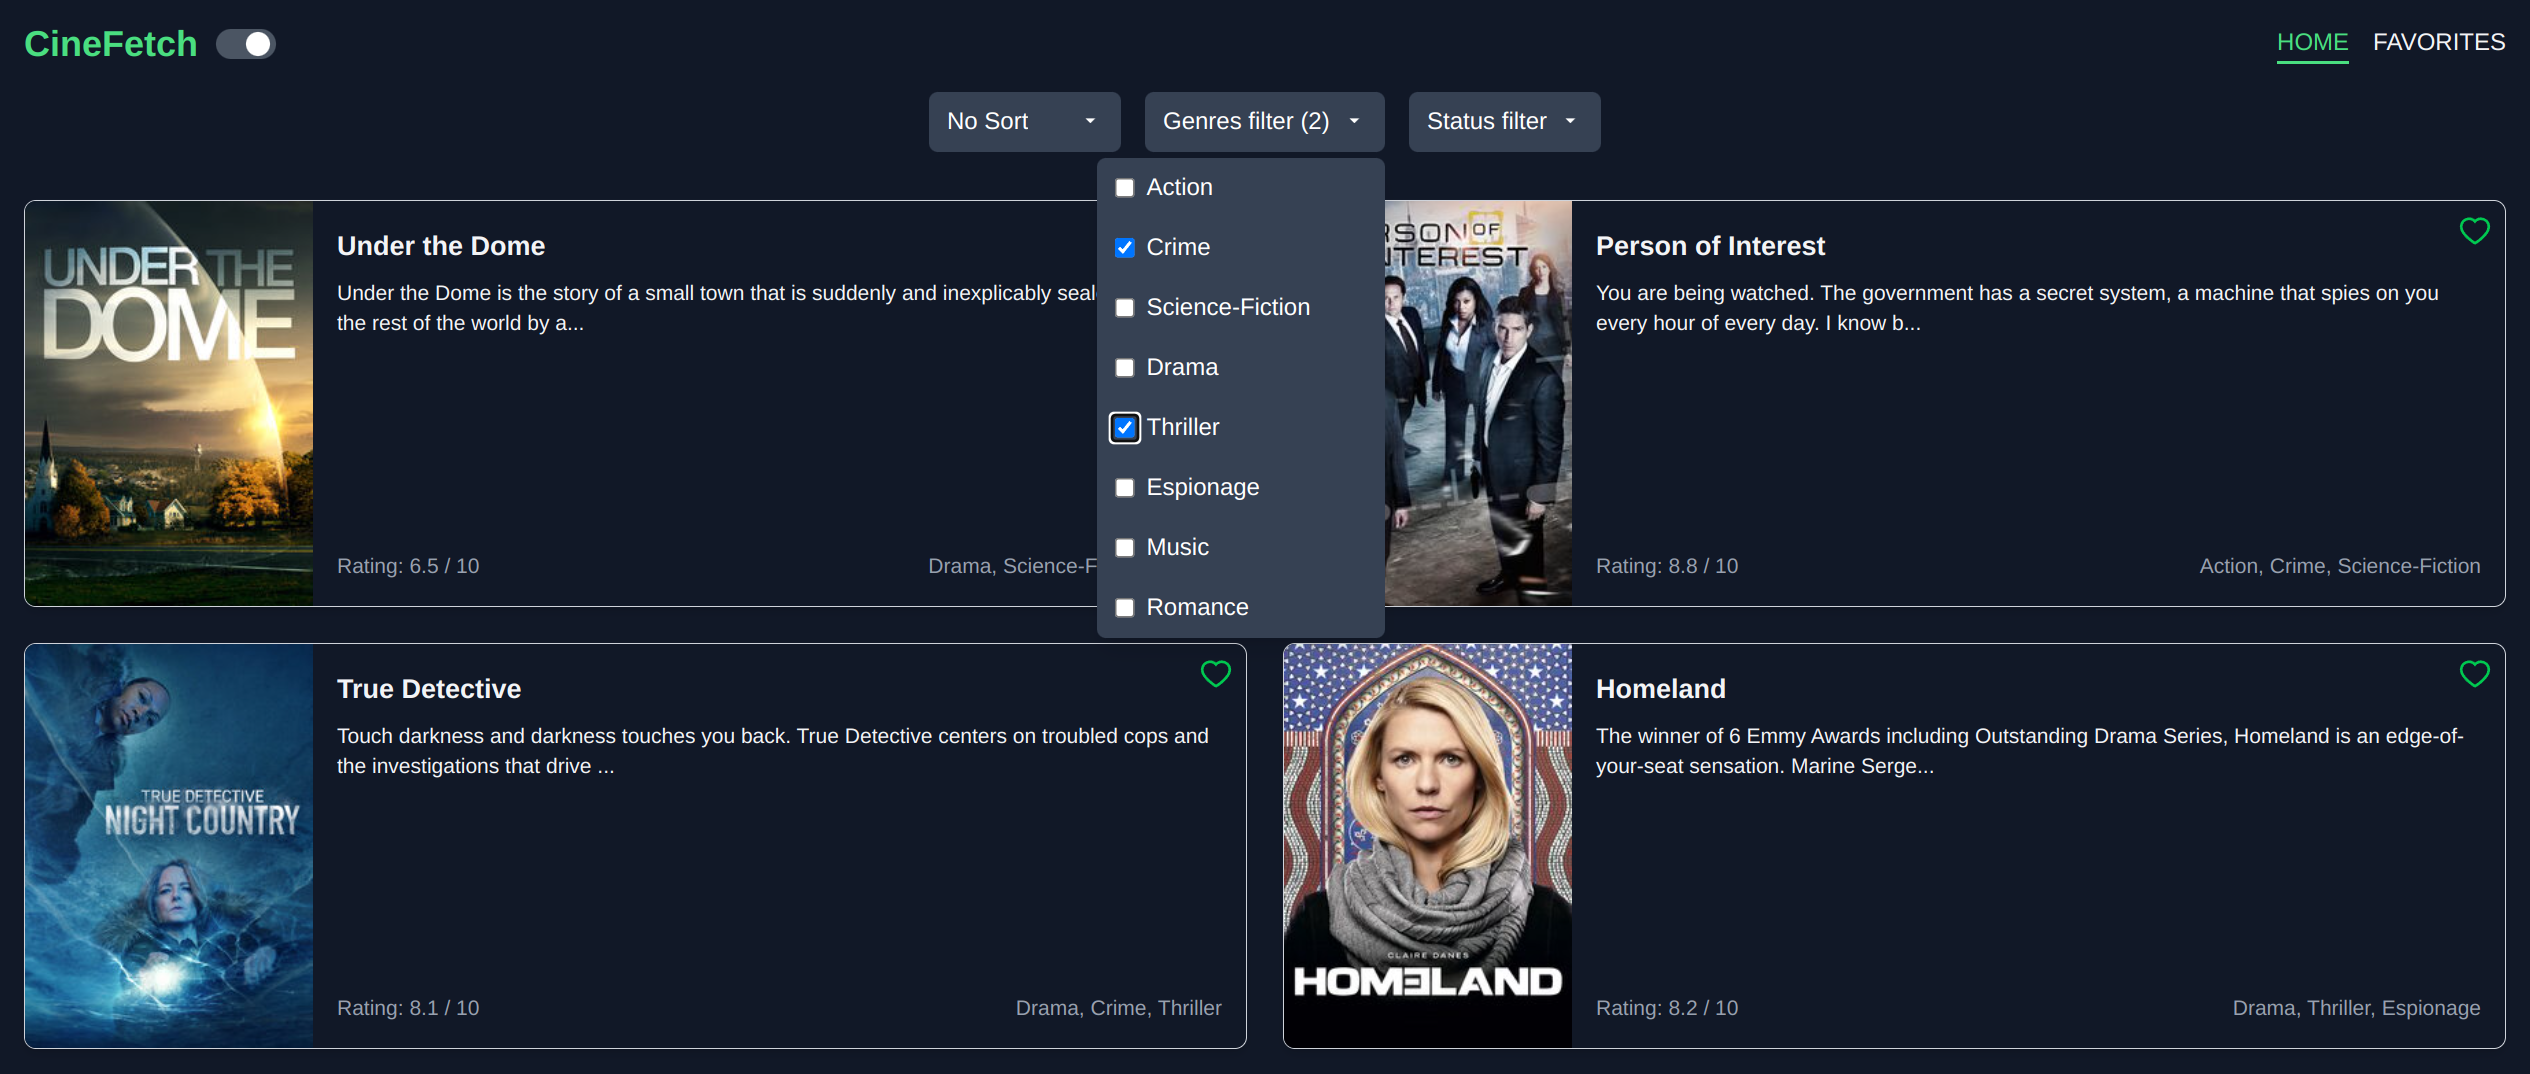 CineFetch
HOME FAVORITES
No Sort
Genres filter (2)
Status filter
Action
Crime
Science-Fiction
Drama
Thriller
Espionage
Music
Romance
UNDER THE
DOME
Under the Dome
Under the Dome is the story of a small town that is suddenly and inexplicably
the rest of the world by a...
Rating: 6.5 / 10
Drama,
OF
Person of Interest
You are being watched. The government has a secret system, a machine that spies on you
every hour of every day. I know b...
Rating: 8.8 / 10
Action, Crime, Science-Fiction
TRUE DETECTIVE
NIGHT COUNTRY
True Detective
Touch darkness and darkness touches you back. True Detective centers on troubled cops and
the investigations that drive ...
Rating: 8.1 / 10
Drama, Crime, Thriller
CLAIRE DANES
HOMELAND
Homeland
The winner of 6 Emmy Awards including Outstanding Drama Series, Homeland is an edge-of-
your-seat sensation. Marine Serge...
Rating: 8.2 / 10
Drama, Thriller, Espionage